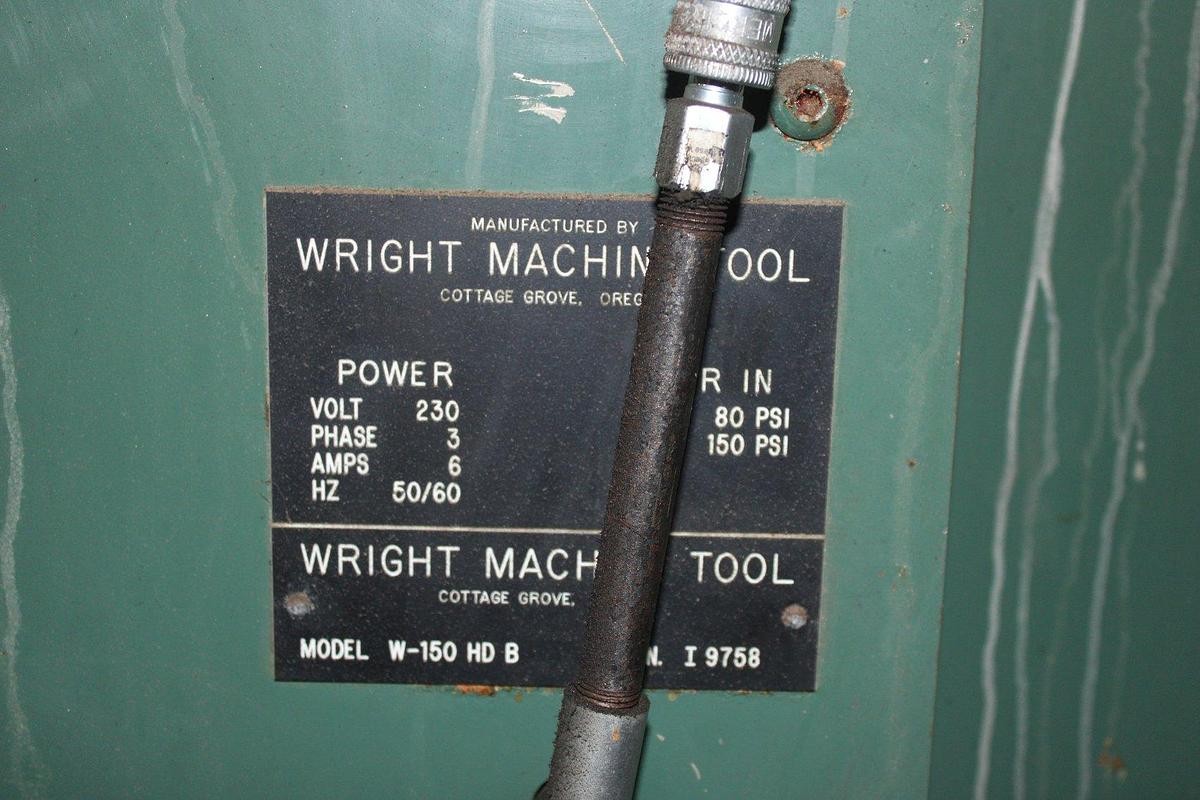 MANUFACTURED BY
WRIGHT MACHIN TOOL
COTTAGE GROVE, OREG
POWER
VOLT 230
PHASE 3
AMPS 6
HZ 50/60
R IN
80 PSI
150 PSI
WRIGHT MACH TOOL
COTTAGE GROVE,
MODEL W-150 HD B N. I 9758